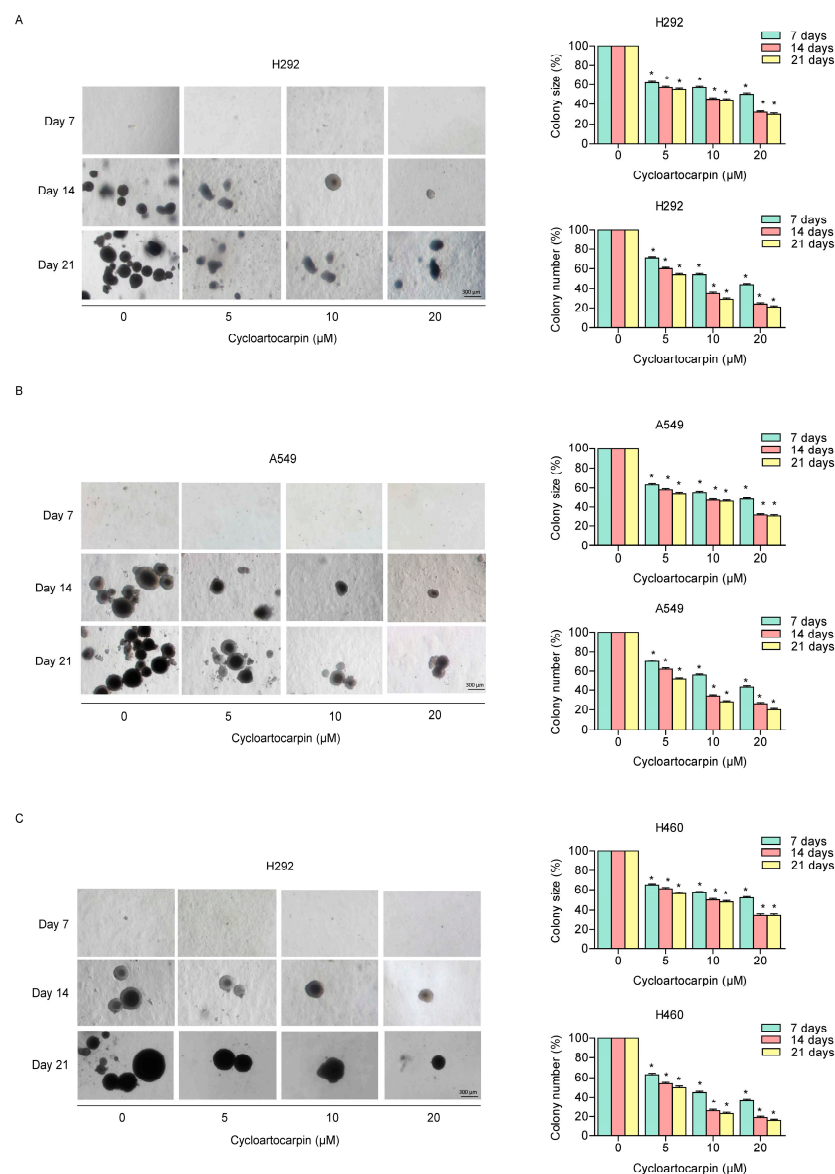 A
H292
Day 7
Day 14
Day 21
300 µm
0 5 10 20
Cycloartocarpin (µM)
H292
7 days
14 days
21 days
Colony size (%)
100
80
60
40
20
0
* * * * * * * * *
0 5 10 20
Cycloartocarpin (µM)
H292
7 days
14 days
21 days
Colony number (%)
100
80
60
40
20
0
* * * * * * * * *
0 5 10 20
Cycloartocarpin (µM)
B
A549
Day 7
Day 14
Day 21
300 µm
0 5 10 20
Cycloartocarpin (µM)
A549
7 days
14 days
21 days
Colony size (%)
100
80
60
40
20
0
* * * * * * * * *
0 5 10 20
Cycloartocarpin (µM)
A549
7 days
14 days
21 days
Colony number (%)
100
80
60
40
20
0
* * * * * * * * *
0 5 10 20
Cycloartocarpin (µM)
C
H292
Day 7
Day 14
Day 21
300 µm
0 5 10 20
Cycloartocarpin (µM)
H460
7 days
14 days
21 days
Colony size (%)
100
80
60
40
20
0
* * * * * * * * *
0 5 10 20
Cycloartocarpin (µM)
H460
7 days
14 days
21 days
Colony number (%)
100
80
60
40
20
0
* * * * * * * * *
0 5 10 20
Cycloartocarpin (µM)